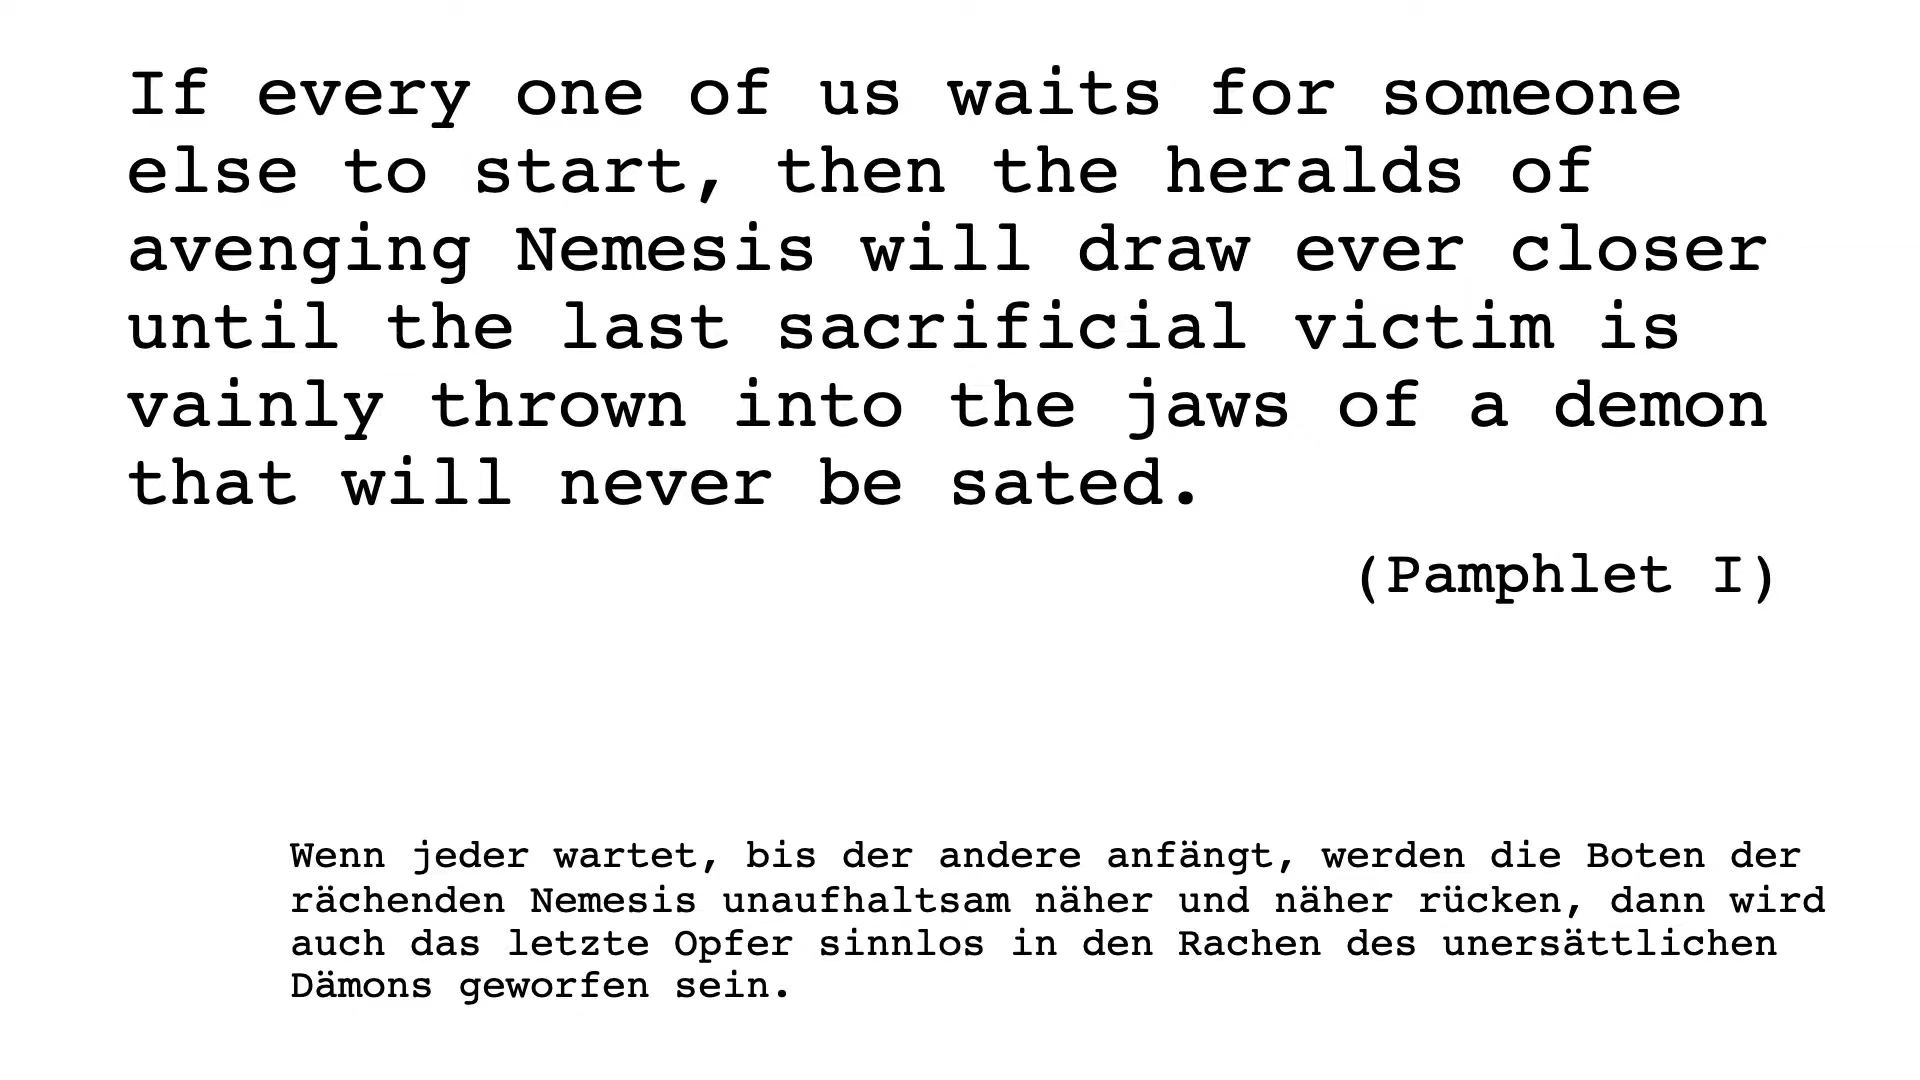 If every one of us waits for someone
else to start, then the heralds of
avenging Nemesis will draw ever closer
until the last sacrificial victim is
vainly thrown into the jaws of a demon
that will never be sated.
(Pamphlet I)
Wenn jeder wartet, bis der andere anfängt, werden die Boten der
rächenden Nemesis unaufhaltsam näher und näher rücken, dann wird
auch das letzte Opfer sinnlos in den Rachen des unersättlichen
Dämons geworfen sein.